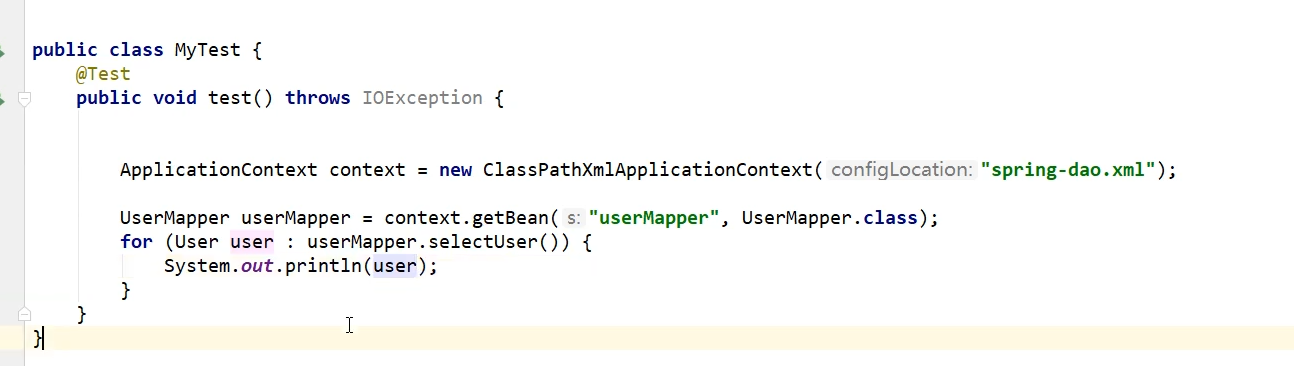 public class MyTest {
@Test
public void test() throws IOException {
ApplicationContext context = new ClassPathXmlApplicationContext( configLocation: "spring-dao.xml");
UserMapper userMapper = context.getBean( s: "userMapper", UserMapper.class);
for (User user : userMapper.selectUser()) {
System.out.println(user);
}
}
}